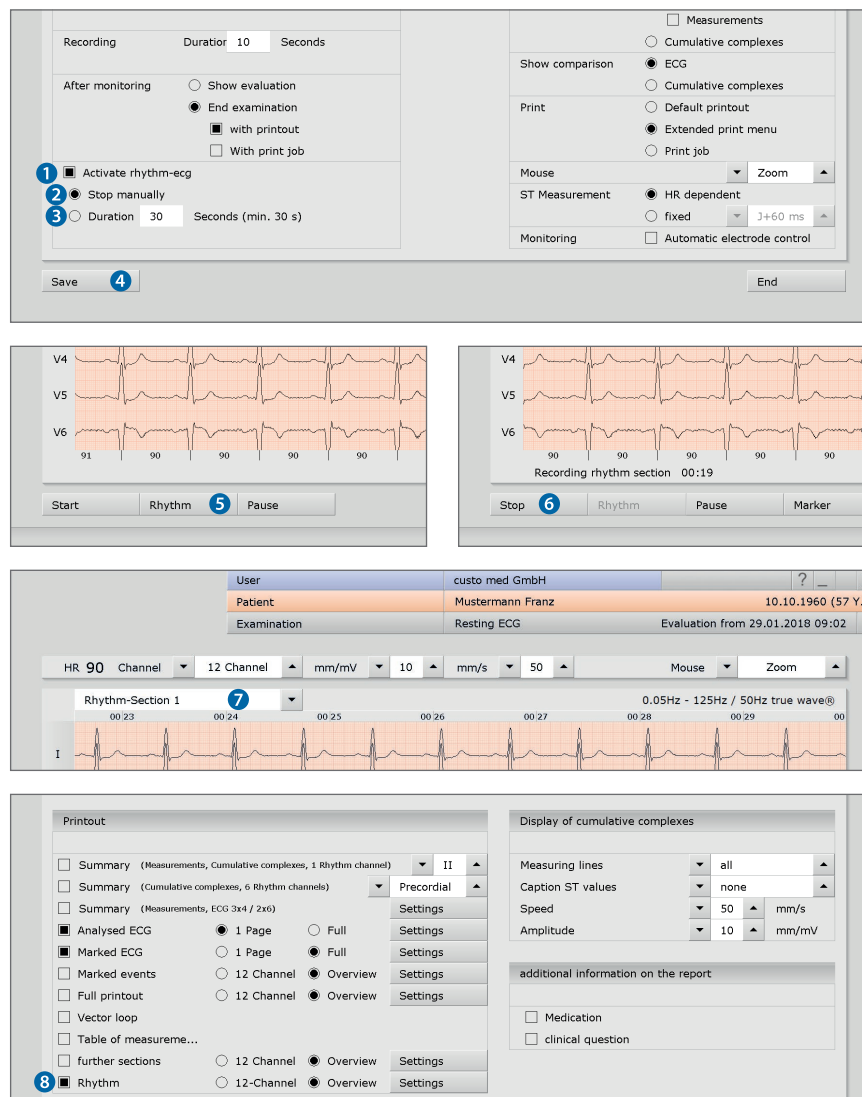 Measurements
Recording Duration 10 Seconds
Cumulative complexes
Show comparison ECG
After monitoring Show evaluation
Cumulative complexes
End examination
Print Default printout
with printout
Extended print menu
With print job
Print job
1 Activate rhythm-ecg
Mouse Zoom
2 Stop manually
ST Measurement HR dependent
3 Duration 30 Seconds (min. 30 s)
fixed J+60 ms
Monitoring Automatic electrode control
Save 4
End
V4
V5
V6
91 90 90 90 90
Start Rhythm 5 Pause
V4
V5
V6
90 90 90 90 90
Recording rhythm section 00:19
Stop 6 Rhythm Pause Marker
User custo med GmbH ? _
Patient Mustermann Franz 10.10.1960 (57 Y.
Examination Resting ECG Evaluation from 29.01.2018 09:02
HR 90 Channel 12 Channel mm/mV 10 mm/s 50 Mouse Zoom
Rhythm-Section 1 7 0.05Hz - 125Hz / 50Hz true wave®
00:23 00:24 00:25 00:26 00:27 00:28 00:29 00
I
Printout
Summary (Measurements, Cumulative complexes, 1 Rhythm channel) II
Summary (Cumulative complexes, 6 Rhythm channels) Precordial
Summary (Measurements, ECG 3x4 / 2x6) Settings
Analysed ECG 1 Page Full Settings
Marked ECG 1 Page Full Settings
Marked events 12 Channel Overview Settings
Full printout 12 Channel Overview Settings
Vector loop
Table of measureme...
further sections 12 Channel Overview Settings
8 Rhythm 12-Channel Overview Settings
Display of cumulative complexes
Measuring lines all
Caption ST values none
Speed 50 mm/s
Amplitude 10 mm/mV
additional information on the report
Medication
clinical question